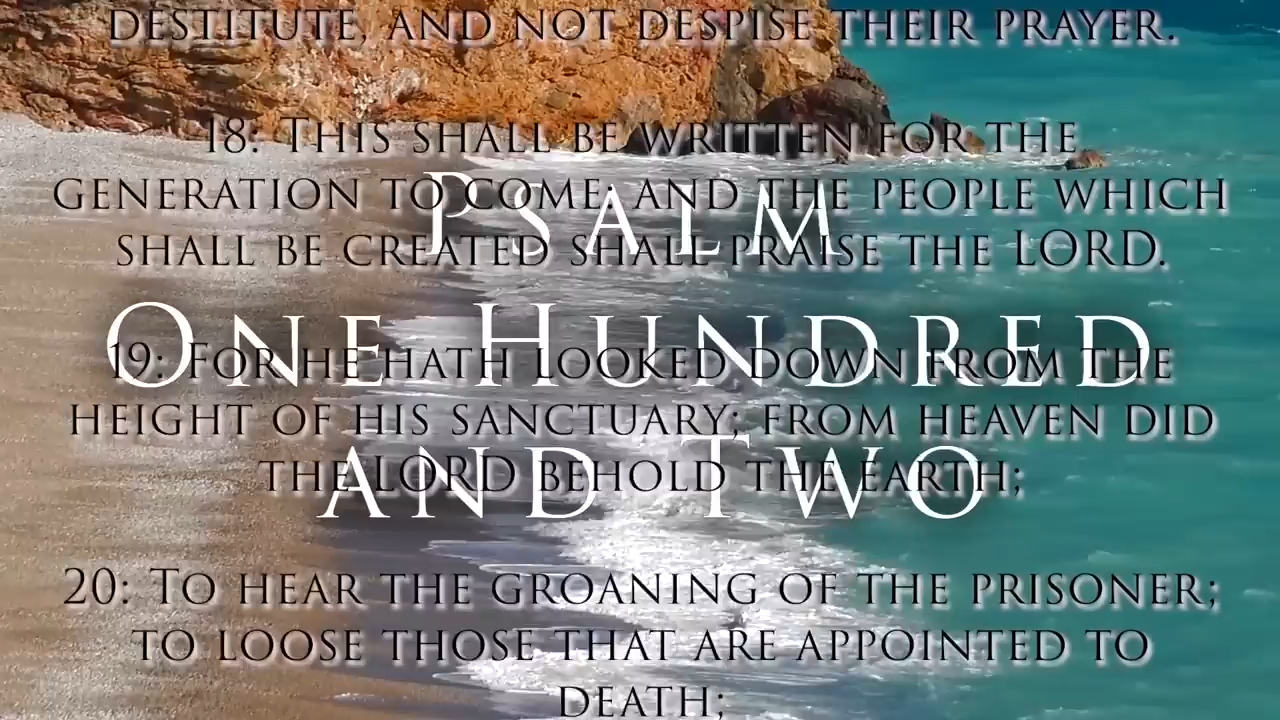 DESTITUTE, AND NOT DESPISE THEIR PRAYER.
18: THIS SHALL BE WRITTEN FOR THE
GENERATION TO COME: AND THE PEOPLE WHICH
SHALL BE CREATED SHALL PRAISE THE LORD.
19: FOR HE HATH LOOKED DOWN FROM THE
HEIGHT OF HIS SANCTUARY; FROM HEAVEN DID
THE LORD BEHOLD THE EARTH;
20: TO HEAR THE GROANING OF THE PRISONER;
TO LOOSE THOSE THAT ARE APPOINTED TO
DEATH;
PSALM
ONE HUNDRED
AND TWO